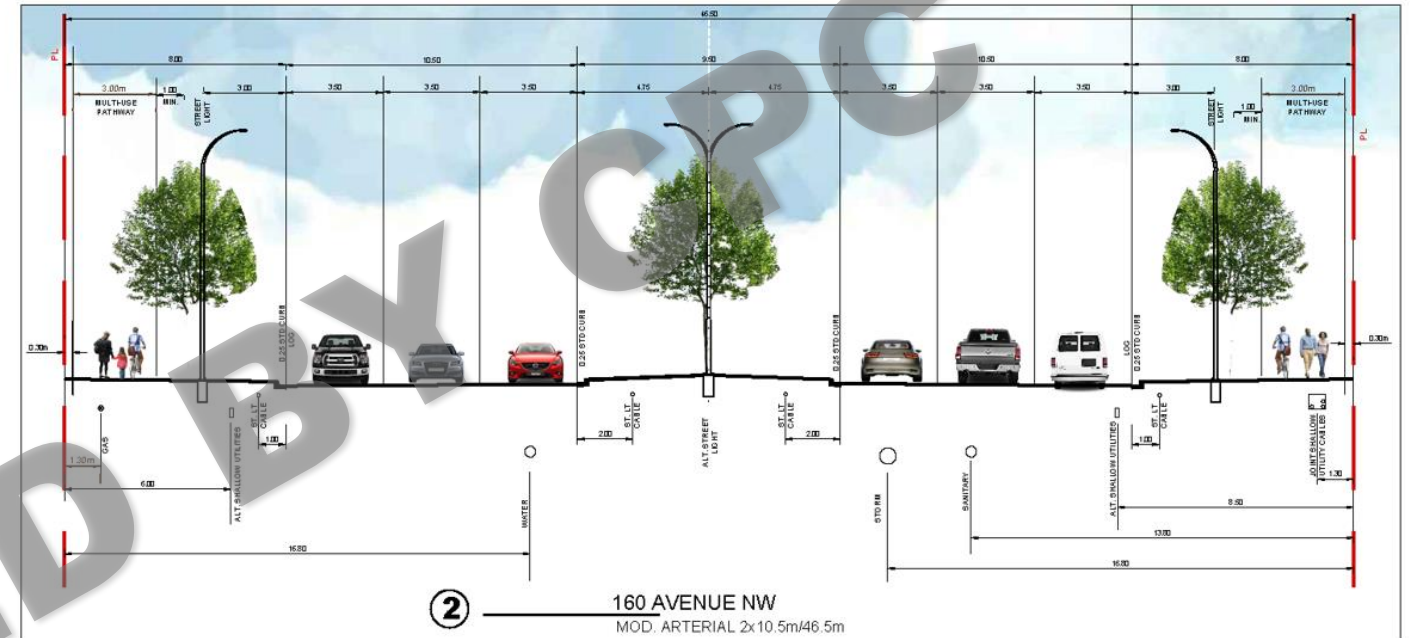 46.50
PL
8.00
10.50
9.50
10.50
8.00
3.00m
1.00
3.00
3.50
3.50
3.50
4.75
4.75
3.50
3.50
3.50
3.00
1.00
3.00m
MULTI-USE
PATHWAY
MIN.
STREET
LIGHT
STREET
LIGHT
MIN.
MULTI-USE
PATHWAY
PL
0.30m
0.25 STD CURB
LOG
0.25 STD CURB
0.25 STD CURB
LOG
0.25 STD CURB
0.30m
GAS
1.30m
6.00
ALT. SHALLOW UTILITIES
ST. LT
CABLE
1.00
2.00
ST. LT
CABLE
ALT. STREET
LIGHT
ST. LT
CABLE
2.00
ALT. SHALLOW UTILITIES
1.00
ST. LT
CABLE
JOINT SHALLOW
UTILITY CABLES
1.30
WATER
STORM
SANITARY
8.50
13.80
16.80
16.80
2
160 AVENUE NW
MOD. ARTERIAL 2x10.5m/46.5m
D BY CPC